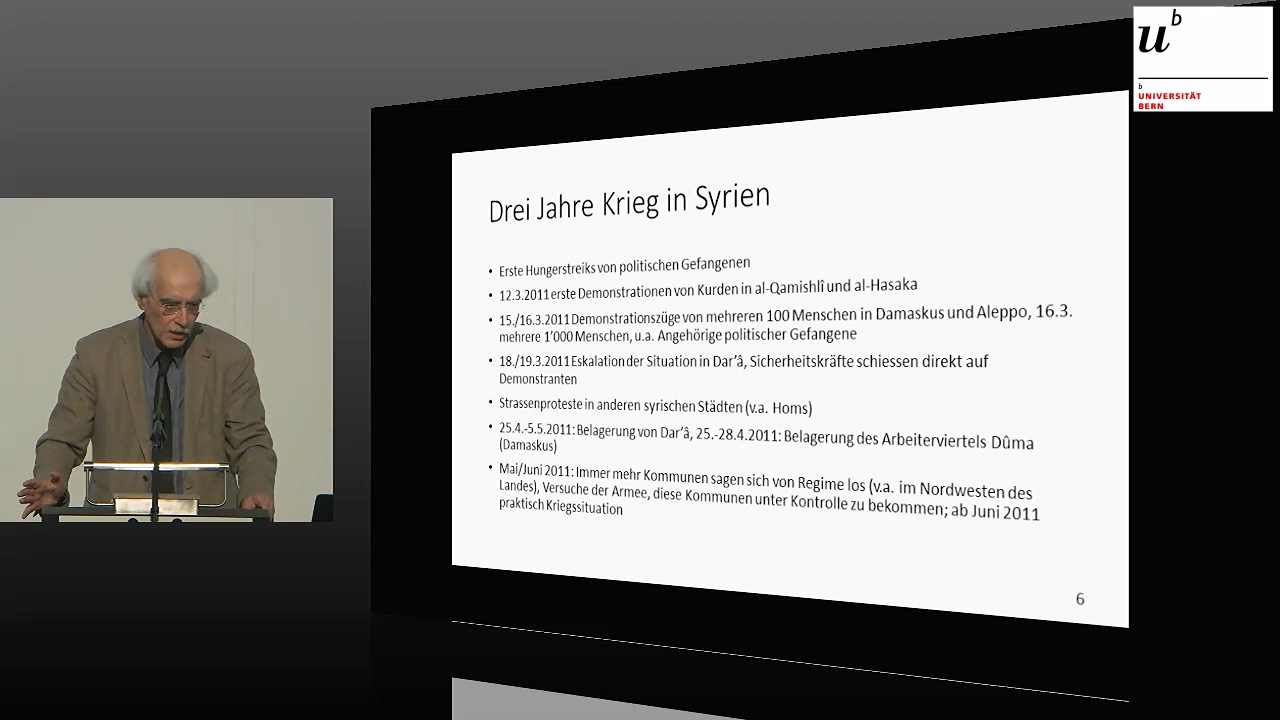 u b
b
UNIVERSITÄT
BERN
Drei Jahre Krieg in Syrien
• Erste Hungerstreiks von politischen Gefangenen
• 12.3.2011 erste Demonstrationen von Kurden in al-Qamishlî und al-Hasaka
• 15./16.3.2011 Demonstrationszüge von mehreren 100 Menschen in Damaskus und Aleppo, 16.3.
mehrere 1'000 Menschen, u.a. Angehörige politischer Gefangene
• 18./19.3.2011 Eskalation der Situation in Dar'â, Sicherheitskräfte schiessen direkt auf
Demonstranten
• Strassenproteste in anderen syrischen Städten (v.a. Homs)
• 25.4.-5.5.2011: Belagerung von Dar'â, 25.-28.4.2011: Belagerung des Arbeiterviertels Dûma
(Damaskus)
• Mai/Juni 2011: Immer mehr Kommunen sagen sich von Regime los (v.a. im Nordwesten des
Landes), Versuche der Armee, diese Kommunen unter Kontrolle zu bekommen; ab Juni 2011
praktisch Kriegssituation
6